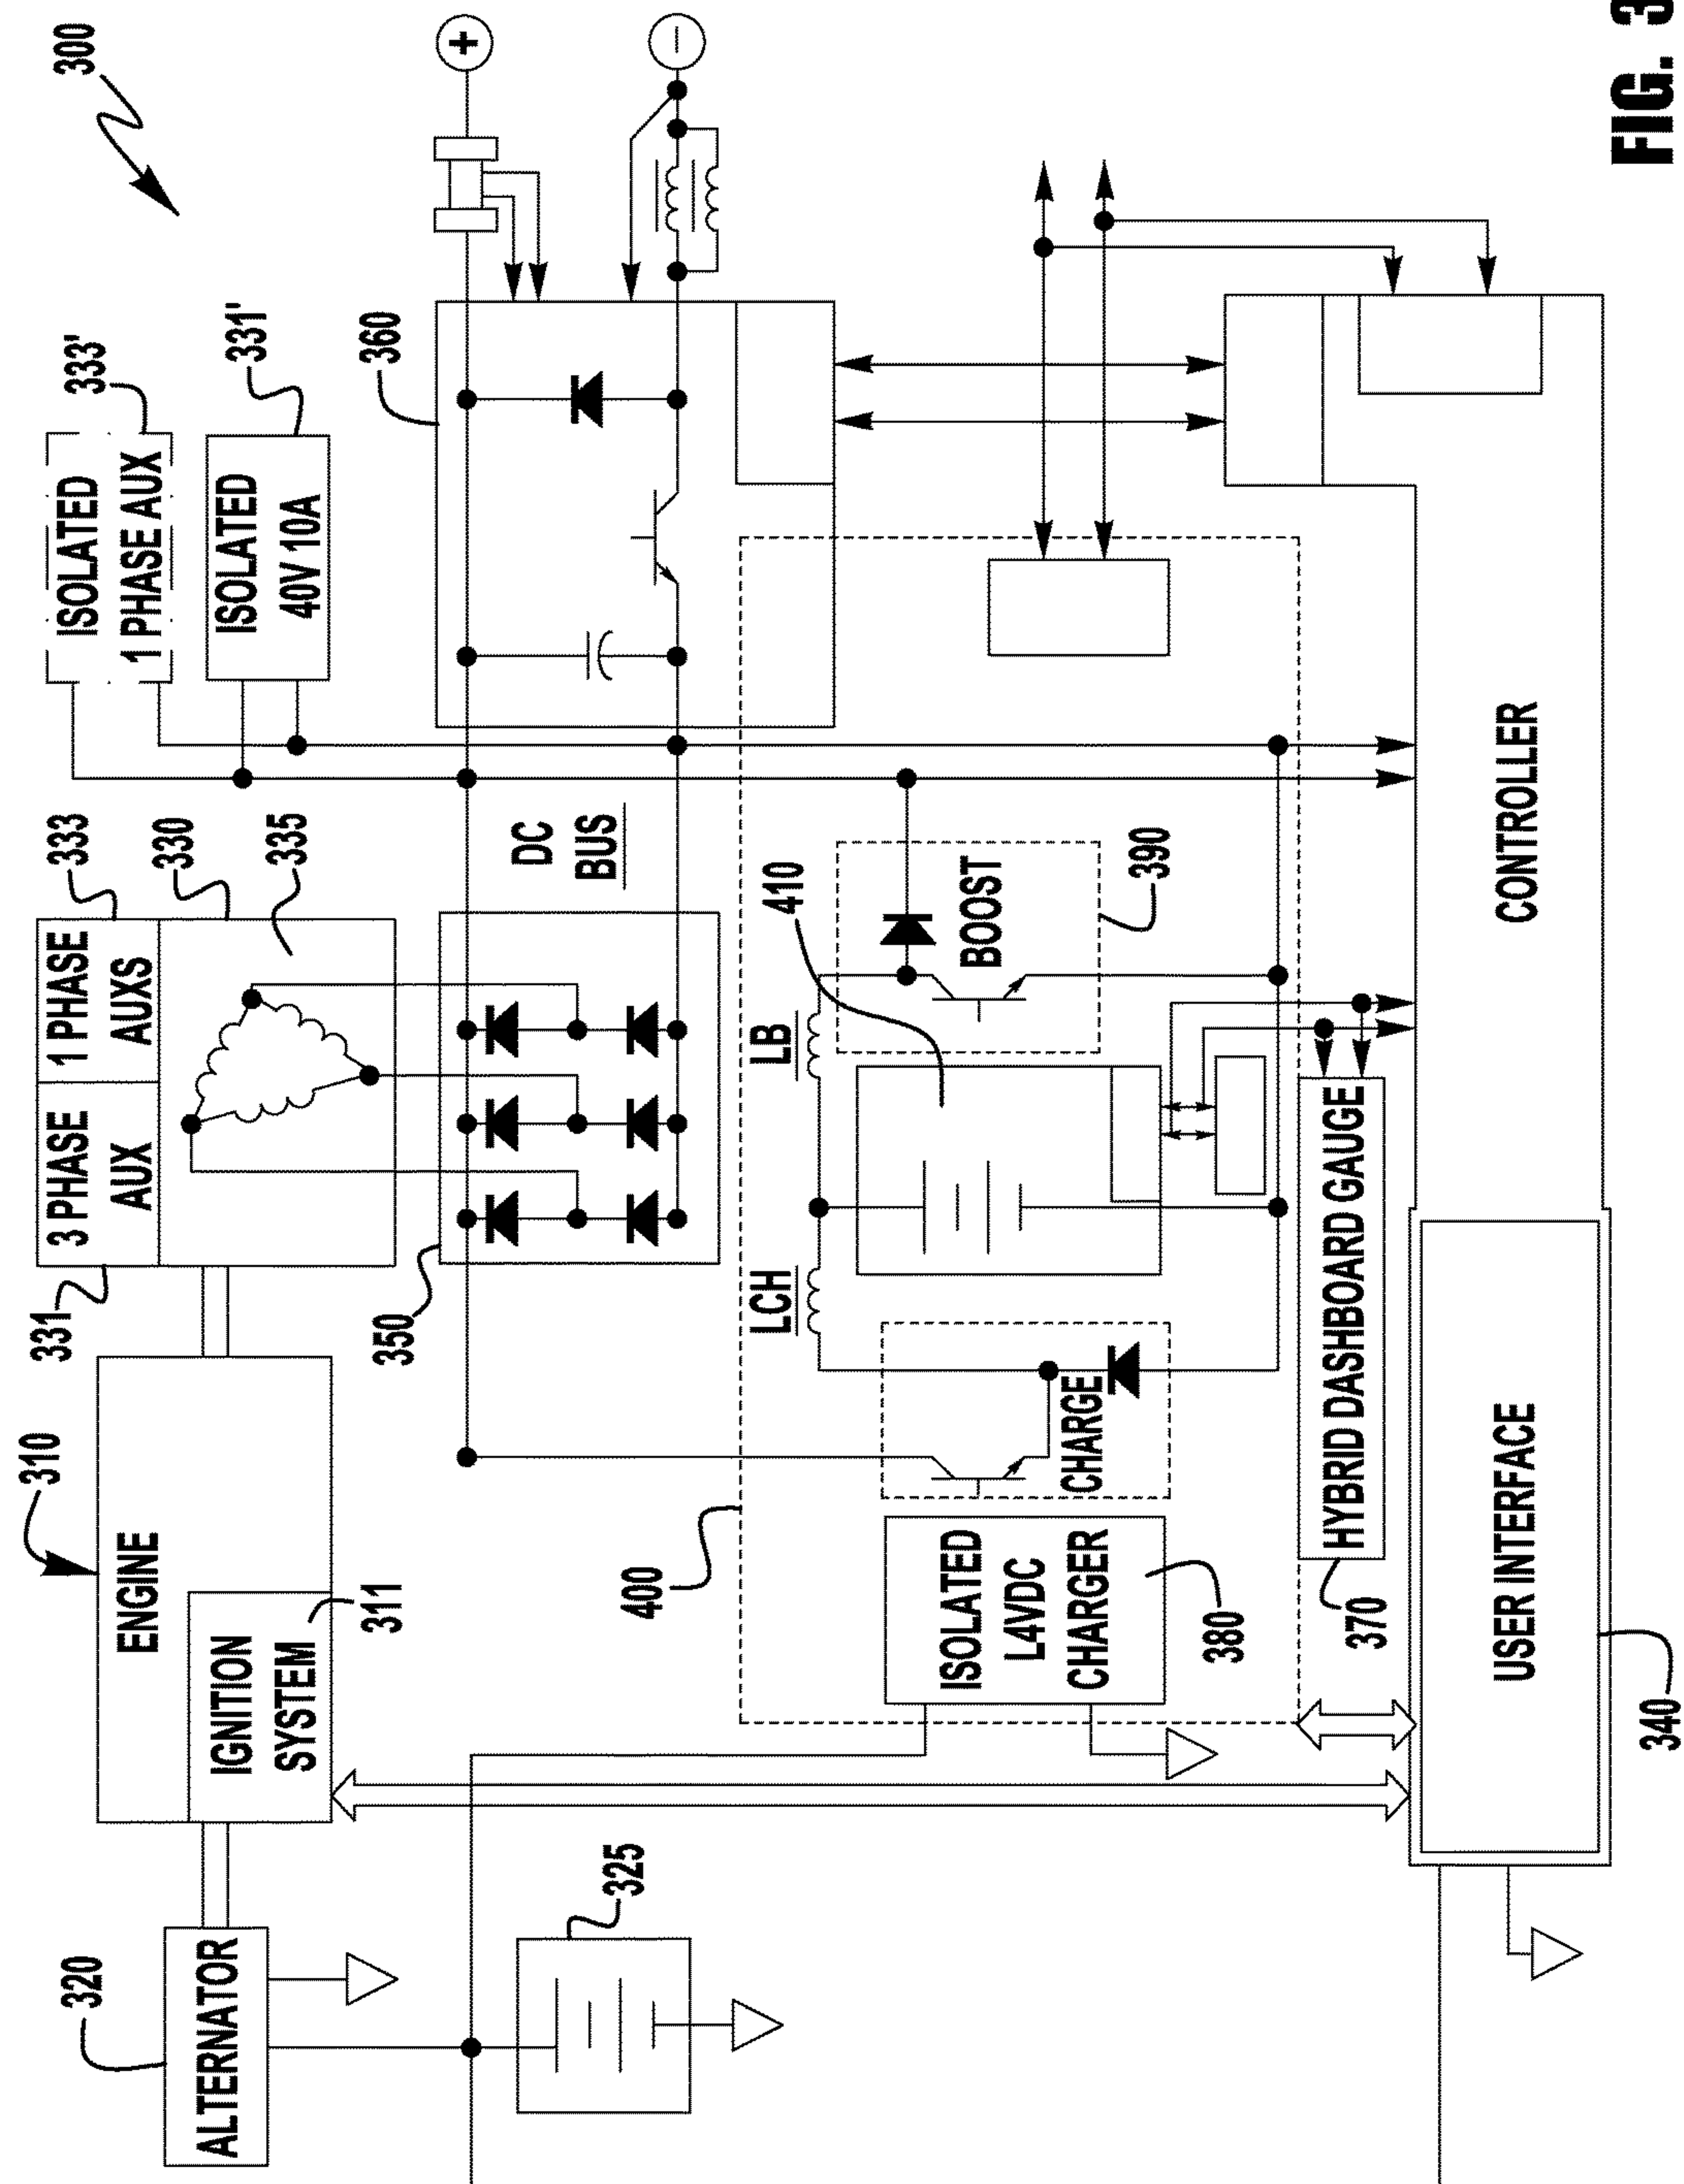 300
310
ENGINE
IGNITION
SYSTEM
311
320
ALTERNATOR
325
331
3 PHASE
AUX
1 PHASE
AUXS
333
330
335
333'
ISOLATED
1 PHASE AUX
331'
ISOLATED
40V 10A
350
DC
BUS
360
+
−
400
LCH
LB
410
BOOST
390
CHARGE
ISOLATED
L4VDC
CHARGER
380
HYBRID DASHBOARD GAUGE
370
CONTROLLER
USER INTERFACE
340
FIG. 3